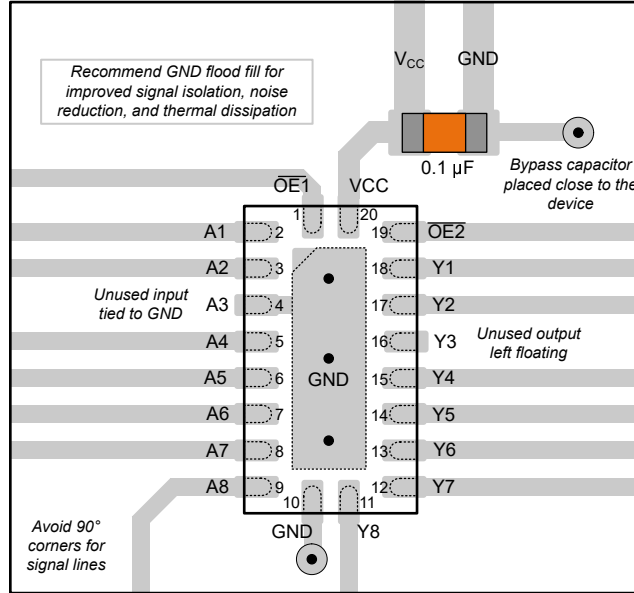 Recommend GND flood fill for
improved signal isolation, noise
reduction, and thermal dissipation
VCC GND
0.1 µF
Bypass capacitor
placed close to the
device
OE1 VCC
1 20
A1 2 19 OE2
A2 3 18 Y1
Unused input
tied to GND
A3 4 17 Y2
A4 5 16 Y3
Unused output
left floating
A5 6 GND 15 Y4
A6 7 14 Y5
A7 8 13 Y6
A8 9 12 Y7
10 11
GND Y8
Avoid 90°
corners for
signal lines